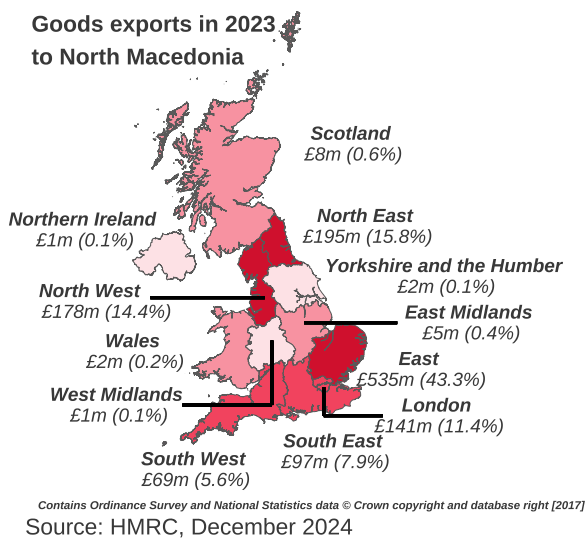 Goods exports in 2023
to North Macedonia
Scotland
£8m (0.6%)
Northern Ireland
£1m (0.1%)
North East
£195m (15.8%)
Yorkshire and the Humber
£2m (0.1%)
North West
£178m (14.4%)
East Midlands
£5m (0.4%)
Wales
£2m (0.2%)
East
£535m (43.3%)
West Midlands
£1m (0.1%)
London
£141m (11.4%)
South East
£97m (7.9%)
South West
£69m (5.6%)
Contains Ordinance Survey and National Statistics data © Crown copyright and database right [2017]
Source: HMRC, December 2024